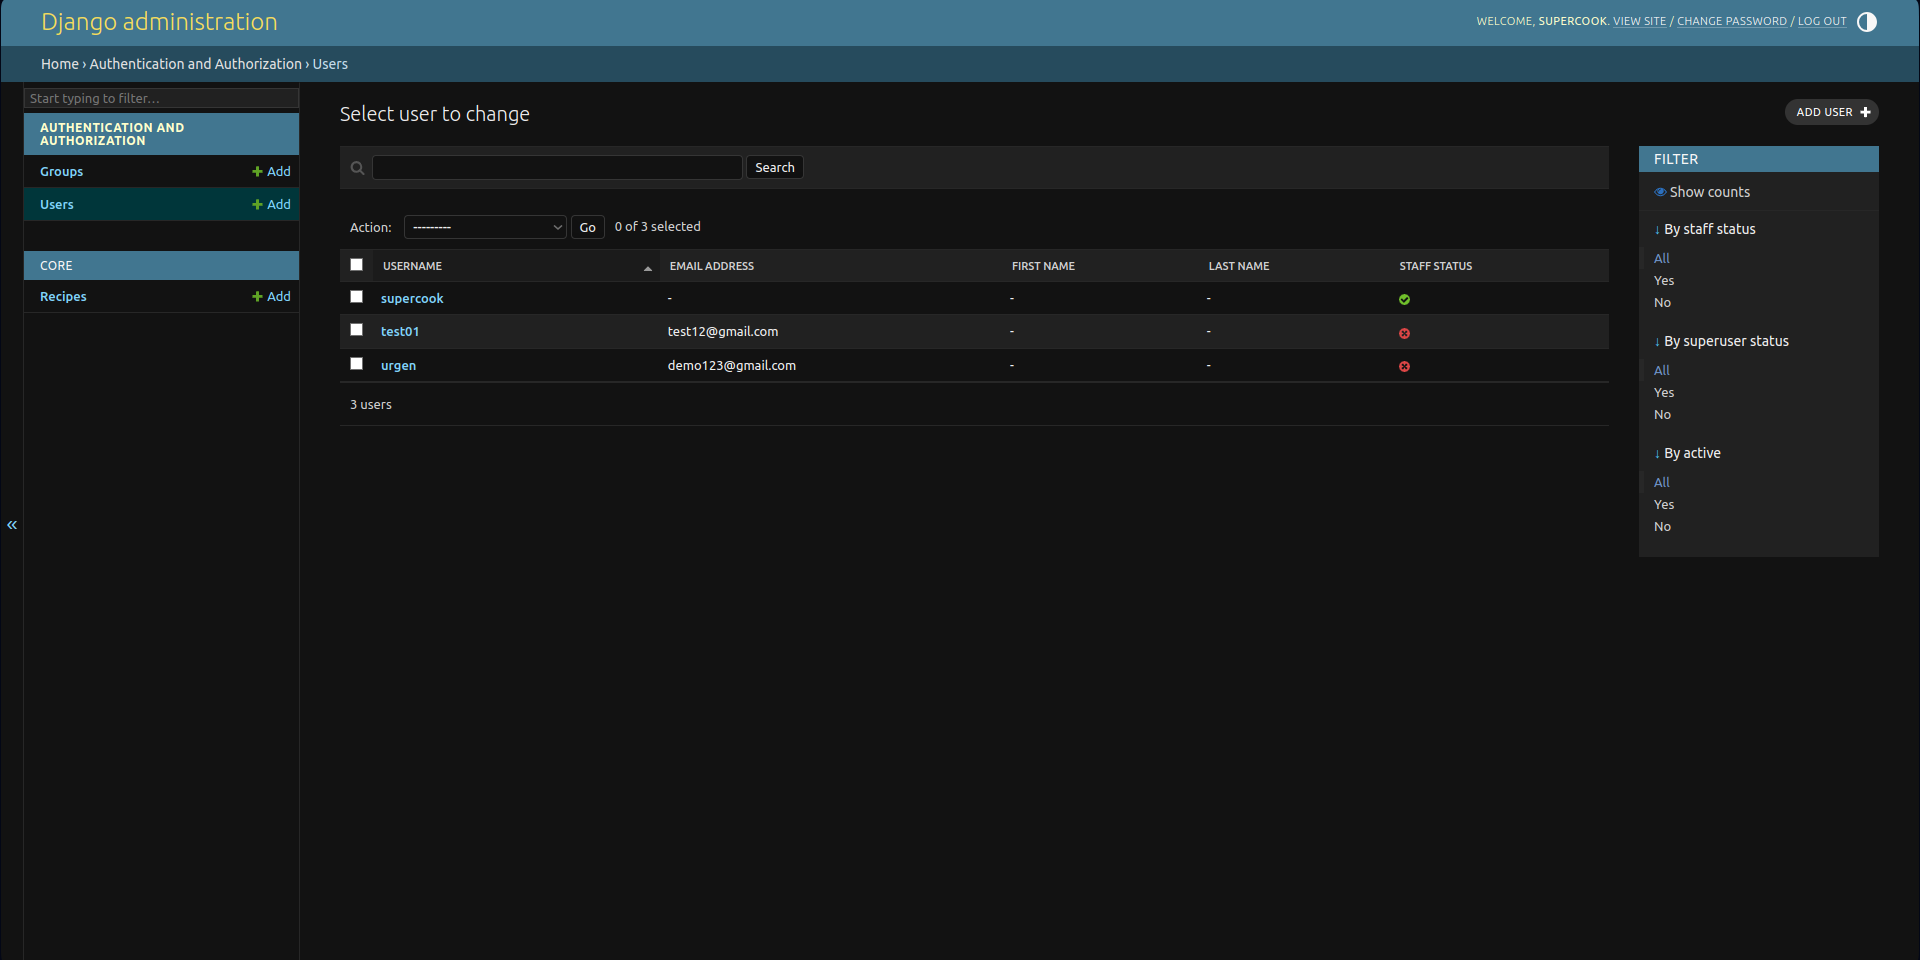 Django administration
WELCOME, SUPERCOOK. VIEW SITE / CHANGE PASSWORD / LOG OUT
Home › Authentication and Authorization › Users
Start typing to filter...
AUTHENTICATION AND
AUTHORIZATION
Groups + Add
Users + Add
CORE
Recipes + Add
«
Select user to change
ADD USER +
Search
Action: --------- Go 0 of 3 selected
USERNAME EMAIL ADDRESS FIRST NAME LAST NAME STAFF STATUS
supercook - - -
test01 test12@gmail.com - -
urgen demo123@gmail.com - -
3 users
FILTER
Show counts
↓ By staff status
All
Yes
No
↓ By superuser status
All
Yes
No
↓ By active
All
Yes
No